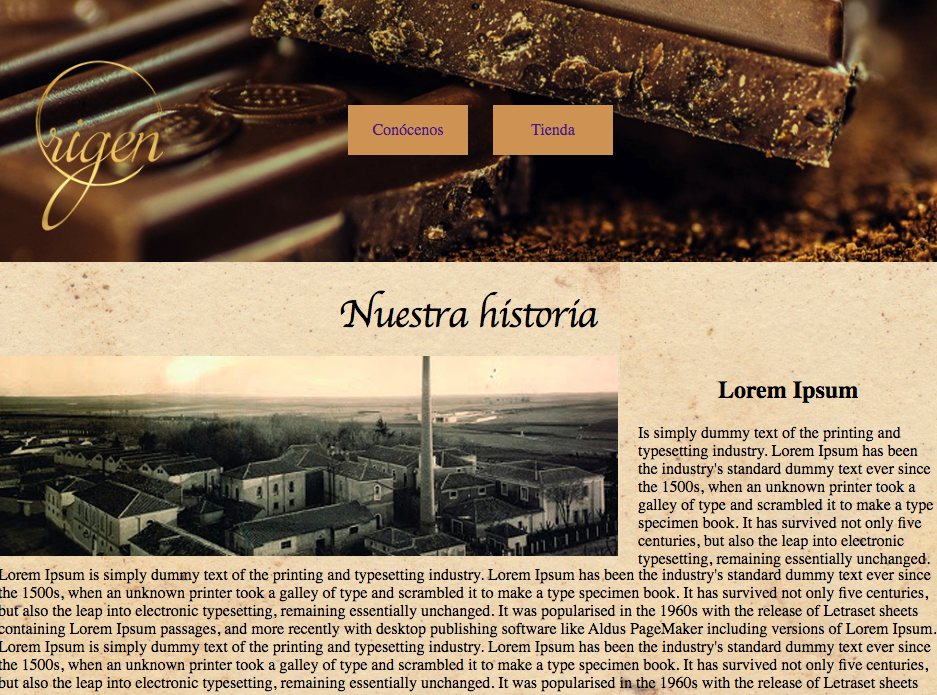 Origen
Conócenos
Tienda
Nuestra historia
Lorem Ipsum
Is simply dummy text of the printing and
typesetting industry. Lorem Ipsum has been
the industry's standard dummy text ever since
the 1500s, when an unknown printer took a
galley of type and scrambled it to make a type
specimen book. It has survived not only five
centuries, but also the leap into electronic
typesetting, remaining essentially unchanged.
Lorem Ipsum is simply dummy text of the printing and typesetting industry. Lorem Ipsum has been the industry's standard dummy text ever since
the 1500s, when an unknown printer took a galley of type and scrambled it to make a type specimen book. It has survived not only five centuries,
but also the leap into electronic typesetting, remaining essentially unchanged. It was popularised in the 1960s with the release of Letraset sheets
containing Lorem Ipsum passages, and more recently with desktop publishing software like Aldus PageMaker including versions of Lorem Ipsum.
Lorem Ipsum is simply dummy text of the printing and typesetting industry. Lorem Ipsum has been the industry's standard dummy text ever since
the 1500s, when an unknown printer took a galley of type and scrambled it to make a type specimen book. It has survived not only five centuries,
but also the leap into electronic typesetting, remaining essentially unchanged. It was popularised in the 1960s with the release of Letraset sheets